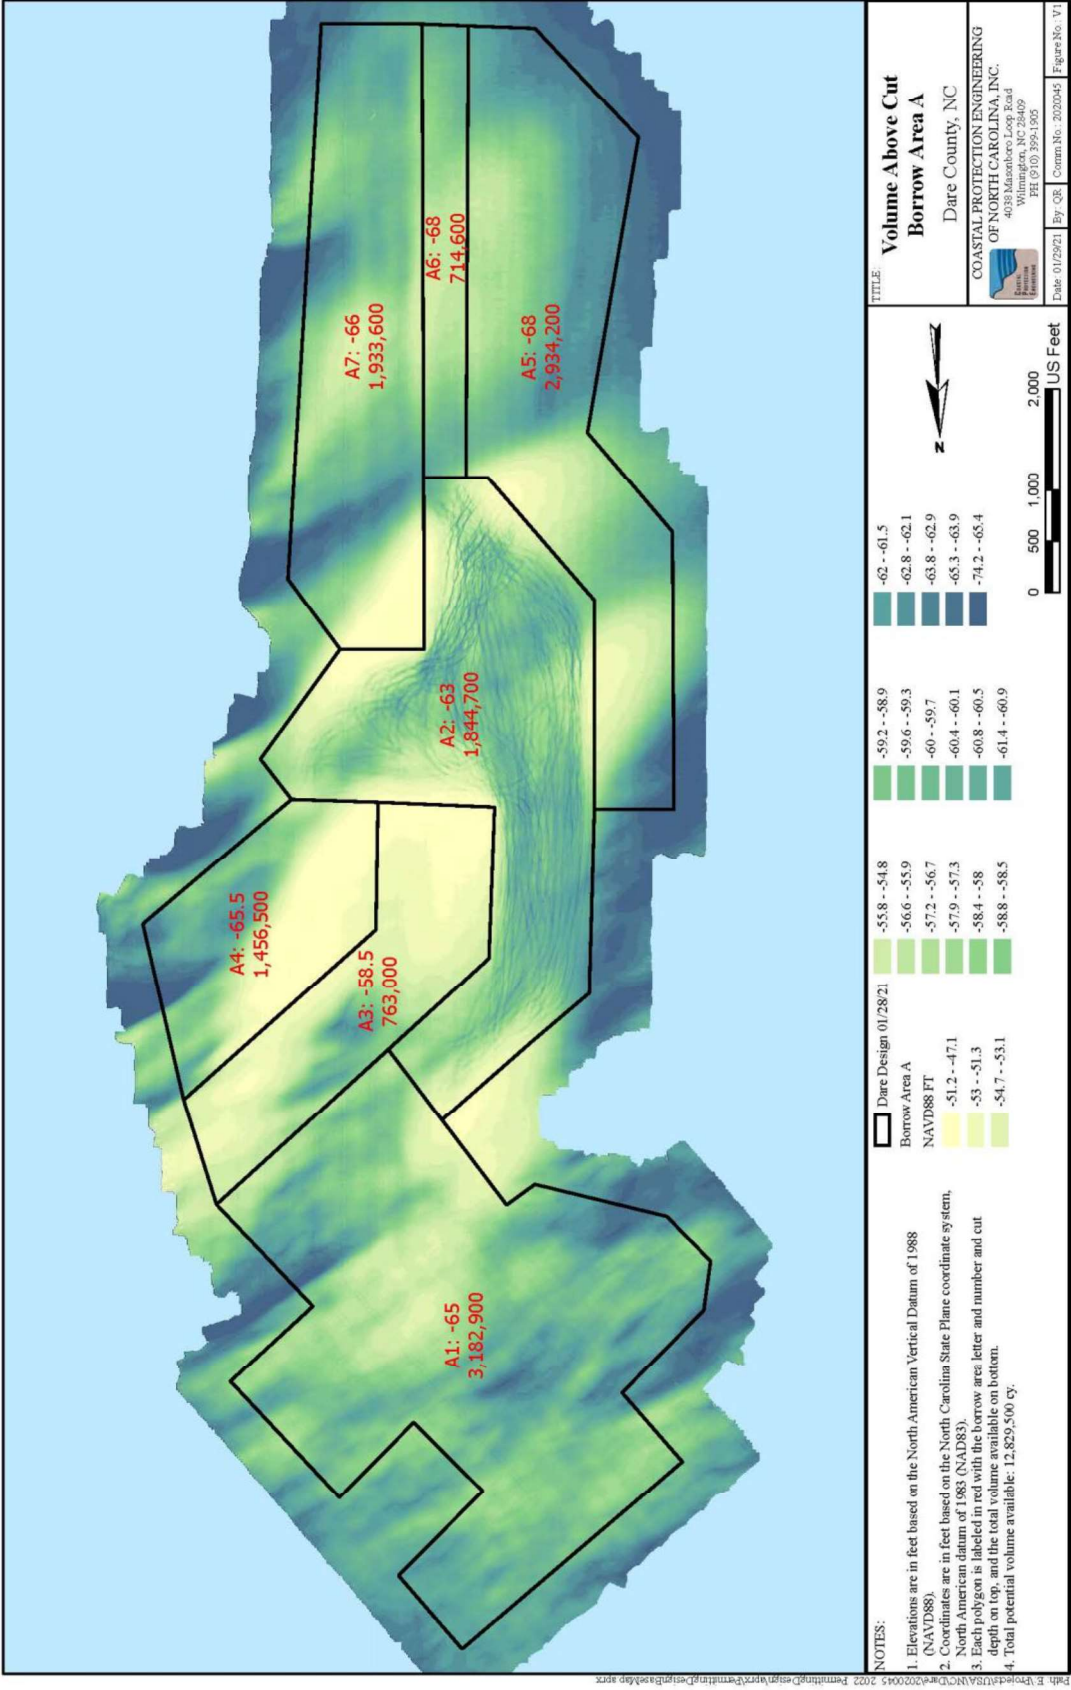 A1: -65
3,182,900
A2: -63
1,844,700
A3: -58.5
763,000
A4: -65.5
1,456,500
A5: -68
2,934,200
A6: -68
714,600
A7: -66
1,933,600
NOTES:
1. Elevations are in feet based on the North American Vertical Datum of 1988
(NAVD88).
2. Coordinates are in feet based on the North Carolina State Plane coordinate system,
North American datum of 1983 (NAD83).
3. Each polygon is labeled in red with the borrow area letter and number and cut
depth on top, and the total volume available on bottom.
4. Total potential volume available: 12,829,500 cy.
Dare Design 01/28/21
Borrow Area A
NAVD88 FT
-51.2 - -47.1
-53 - -51.3
-54.7 - -53.1
-55.8 - -54.8
-56.6 - -55.9
-57.2 - -56.7
-57.9 - -57.3
-58.4 - -58
-58.8 - -58.5
-59.2 - -58.9
-59.6 - -59.3
-60 - -59.7
-60.4 - -60.1
-60.8 - -60.5
-61.4 - -60.9
-62 - -61.5
-62.8 - -62.1
-63.8 - -62.9
-65.3 - -63.9
-74.2 - -65.4
N
0 500 1,000 2,000
US Feet
TITLE:
Volume Above Cut
Borrow Area A
Dare County, NC
COASTAL PROTECTION ENGINEERING
OF NORTH CAROLINA, INC.
4038 Masonboro Loop Road
Wilmington, NC 28409
PH (910) 399-1905
COASTAL
PROTECTION
ENGINEERING
Date: 01/29/21 By: QR Comm No.: 2020045 Figure No.: V1